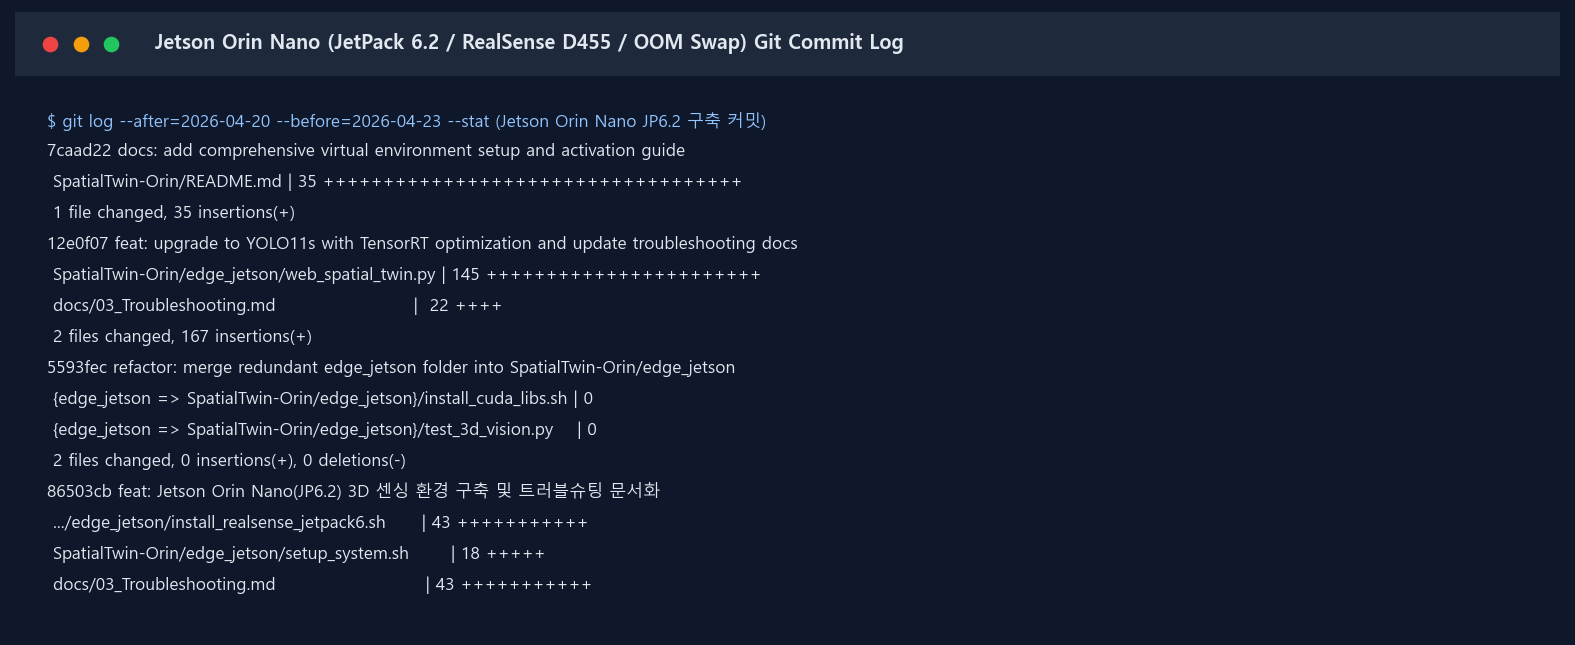 Jetson Orin Nano (JetPack 6.2 / RealSense D455 / OOM Swap) Git Commit Log
$ git log --after=2026-04-20 --before=2026-04-23 --stat (Jetson Orin Nano JP6.2 구축 커밋)
7caad22 docs: add comprehensive virtual environment setup and activation guide
SpatialTwin-Orin/README.md | 35 +++++++++++++++++++++++++++++++++++
1 file changed, 35 insertions(+)
12e0f07 feat: upgrade to YOLO11s with TensorRT optimization and update troubleshooting docs
SpatialTwin-Orin/edge_jetson/web_spatial_twin.py | 145 +++++++++++++++++++++++
docs/03_Troubleshooting.md | 22 ++++
2 files changed, 167 insertions(+)
5593fec refactor: merge redundant edge_jetson folder into SpatialTwin-Orin/edge_jetson
{edge_jetson => SpatialTwin-Orin/edge_jetson}/install_cuda_libs.sh | 0
{edge_jetson => SpatialTwin-Orin/edge_jetson}/test_3d_vision.py | 0
2 files changed, 0 insertions(+), 0 deletions(-)
86503cb feat: Jetson Orin Nano(JP6.2) 3D 센싱 환경 구축 및 트러블슈팅 문서화
.../edge_jetson/install_realsense_jetpack6.sh | 43 +++++++++++
SpatialTwin-Orin/edge_jetson/setup_system.sh | 18 +++++
docs/03_Troubleshooting.md | 43 +++++++++++